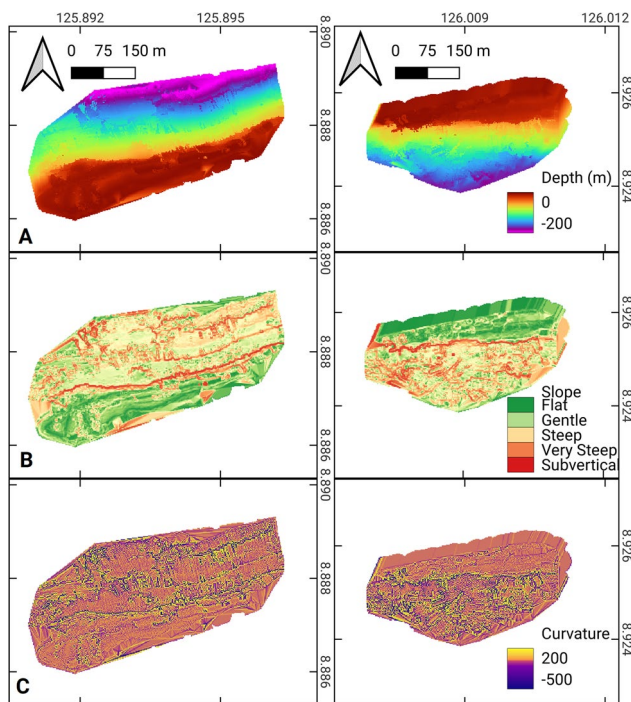 125.892 125.895
126.009 126.012
0 75 150 m
0 75 150 m
8.890
8.888
8.886
8.926
8.924
Depth (m)
0
-200
A
8.890
8.888
8.886
8.926
8.924
Slope
Flat
Gentle
Steep
Very Steep
Subvertical
B
8.890
8.888
8.886
8.926
8.924
Curvature
200
-500
C